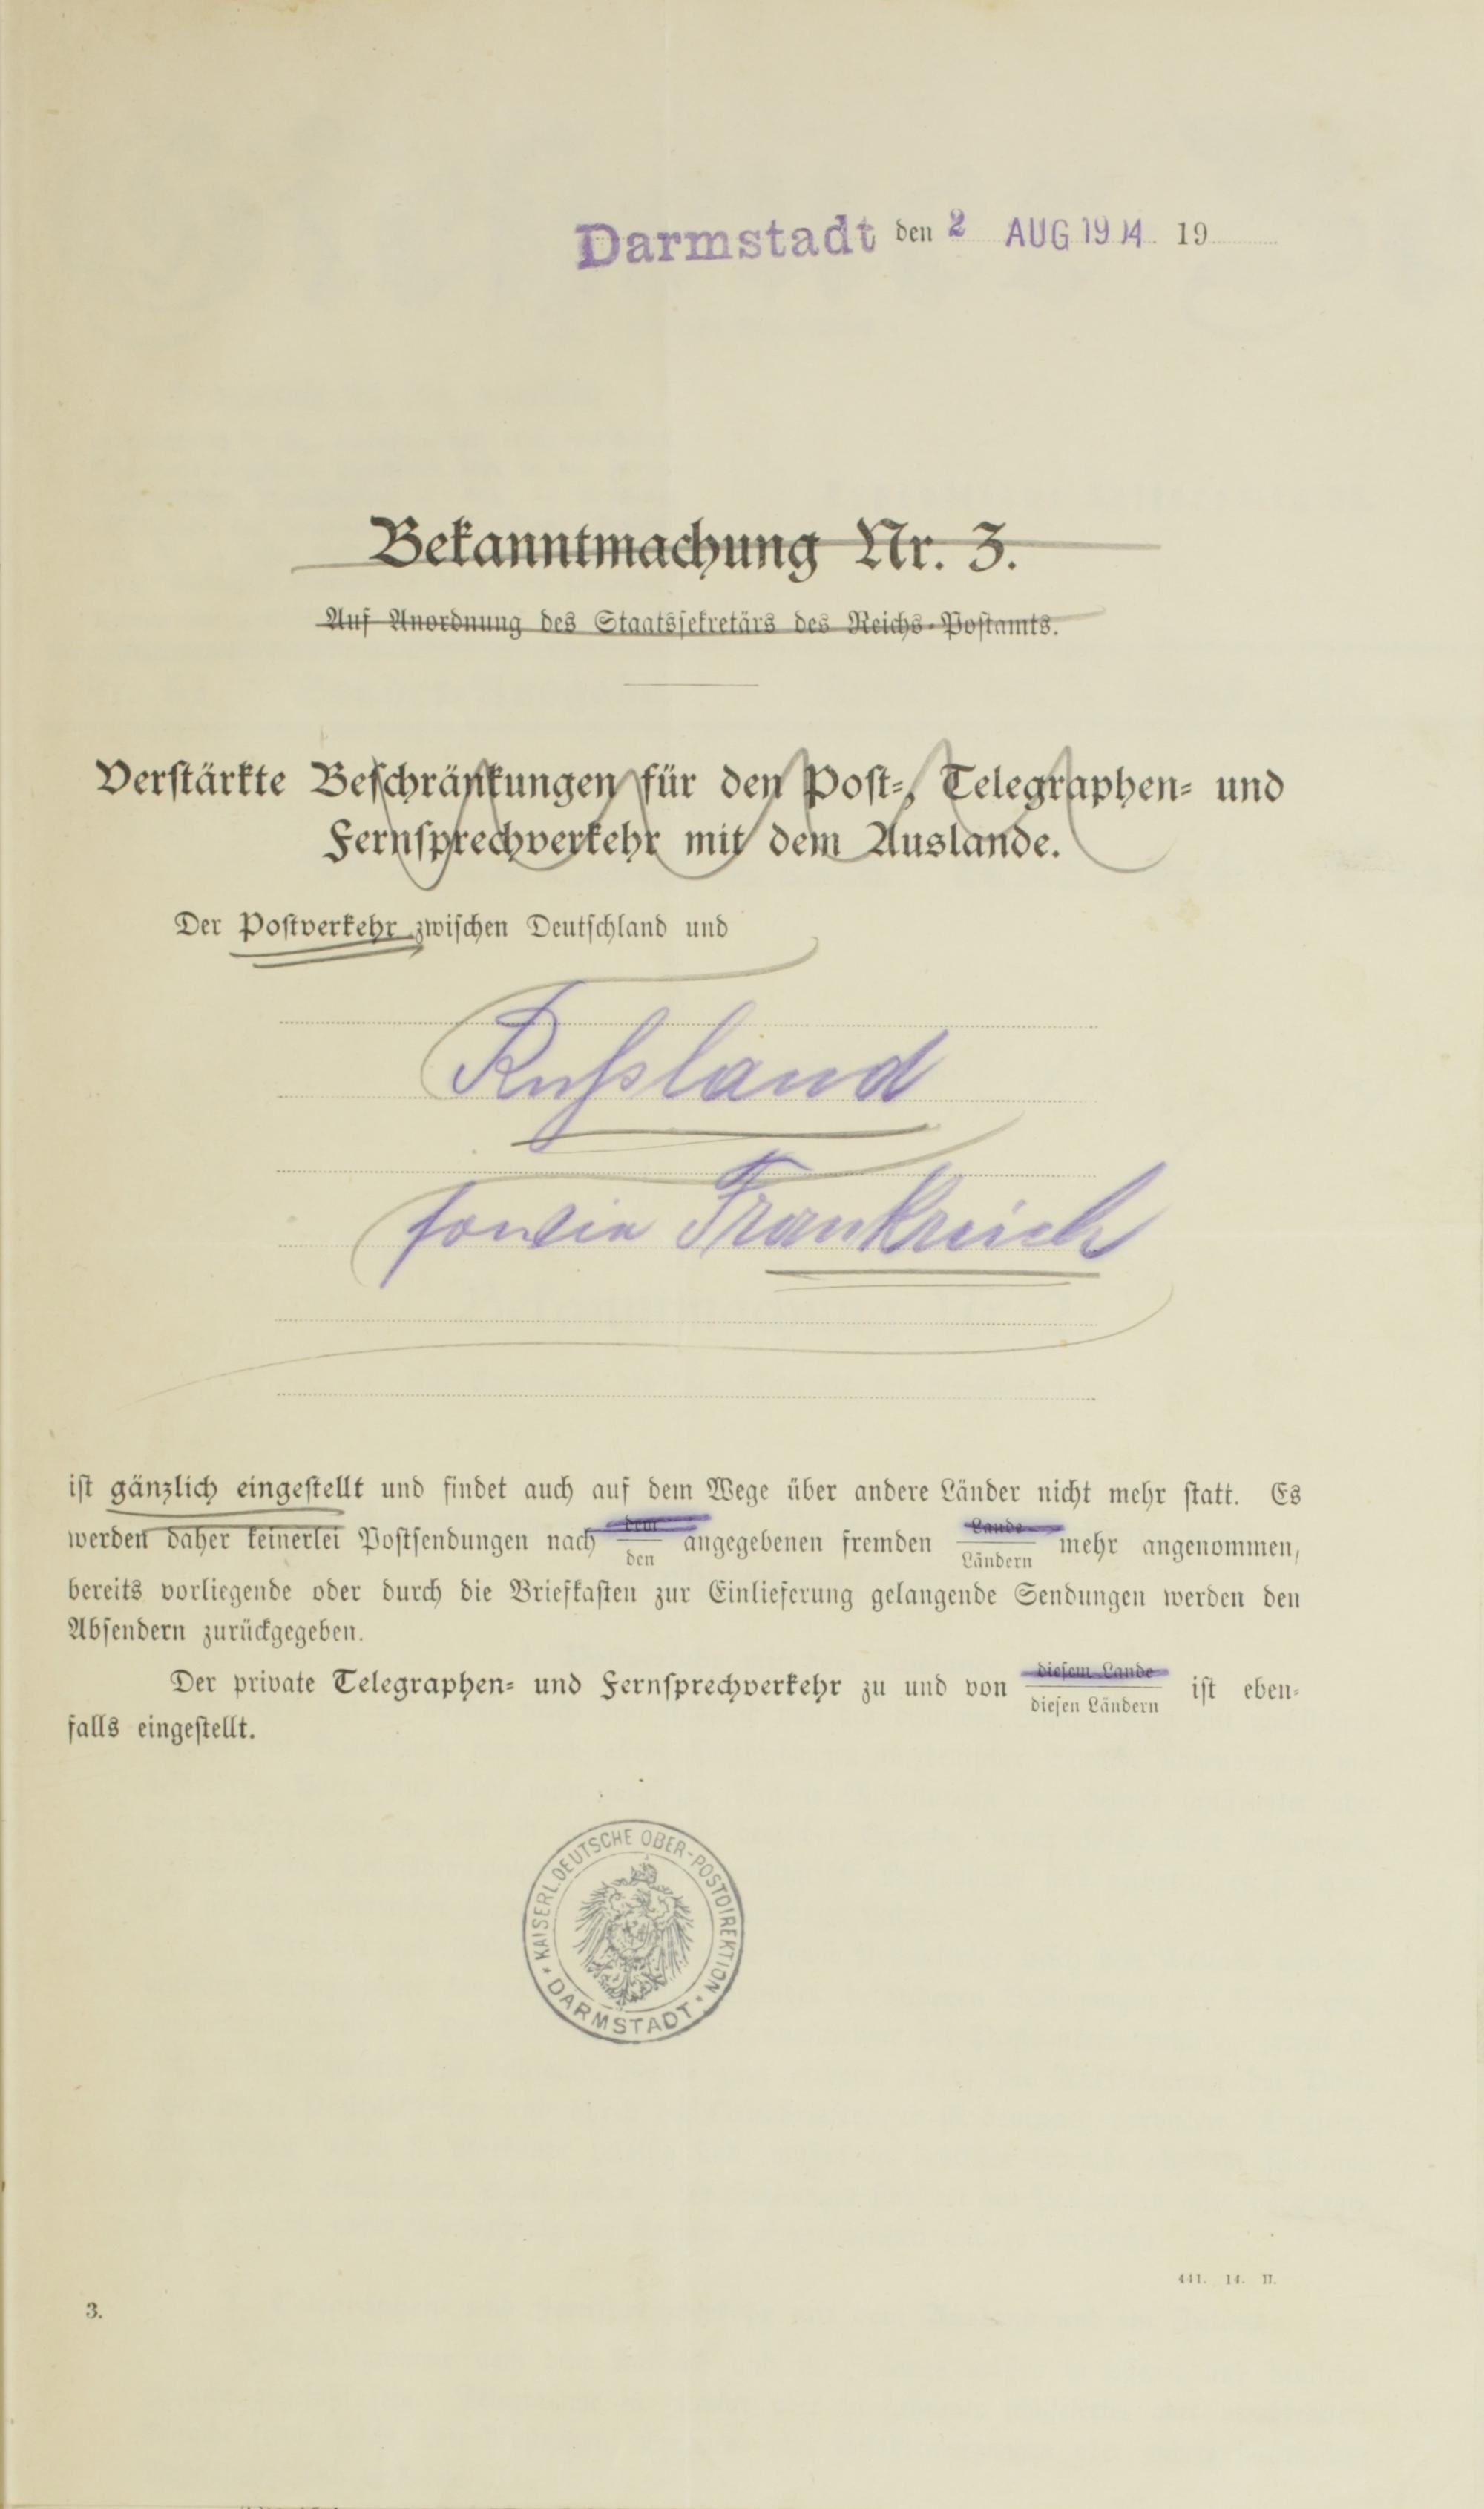 Darmstadt den 2 AUG 1914 19
Bekanntmachung Nr. 3.
Auf Anordnung des Staatssekretärs des Reichs-Postamts.
Verstärkte Beschränkungen für den Post-, Telegraphen- und
Fernsprechverkehr mit dem Auslande.
Der Postverkehr zwischen Deutschland und
Rußland
sowie Frankreich
ist gänzlich eingestellt und findet auch auf dem Wege über andere Länder nicht mehr statt. Es
werden daher keinerlei Postsendungen nach dem/den angegebenen fremden Lande/Ländern mehr angenommen,
bereits vorliegende oder durch die Briefkasten zur Einlieferung gelangende Sendungen werden den
Absendern zurückgegeben.
Der private Telegraphen- und Fernsprechverkehr zu und von diesem Lande/diesen Ländern ist eben-
falls eingestellt.
KAISERL. DEUTSCHE OBER-POSTDIREKTION
DARMSTADT
441. 14. II.
3.